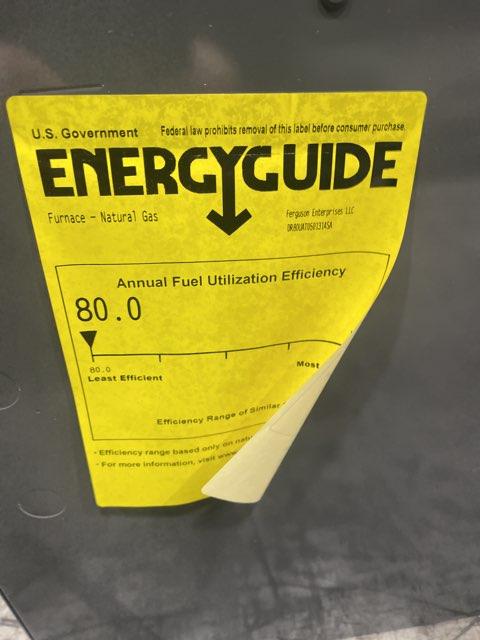 U.S. Government Federal law prohibits removal of this label before consumer purchase.
ENERGYGUIDE
Furnace - Natural Gas
Ferguson Enterprises LLC
DR80UAT0501314SA
Annual Fuel Utilization Efficiency
80.0
80.0
Least Efficient Most
Efficiency Range of Similar
· Efficiency range based only on
· For more information, visit